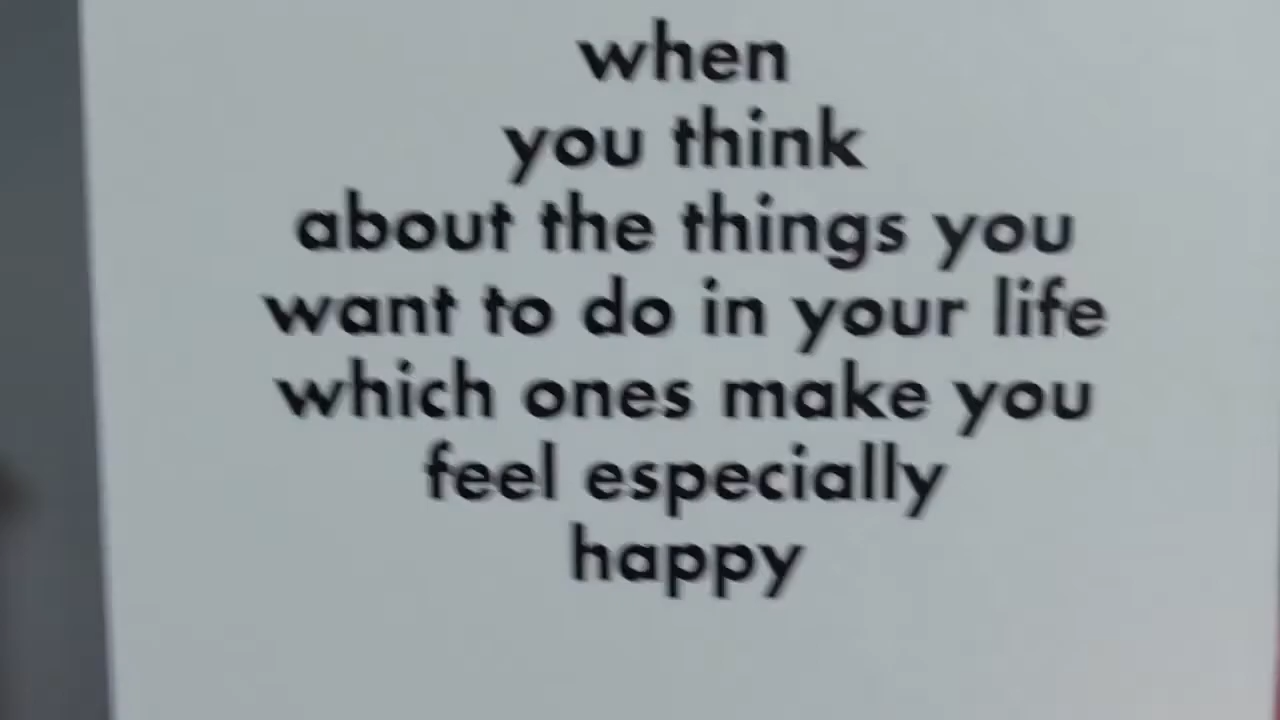 when
you think
about the things you
want to do in your life
which ones make you
feel especially
happy